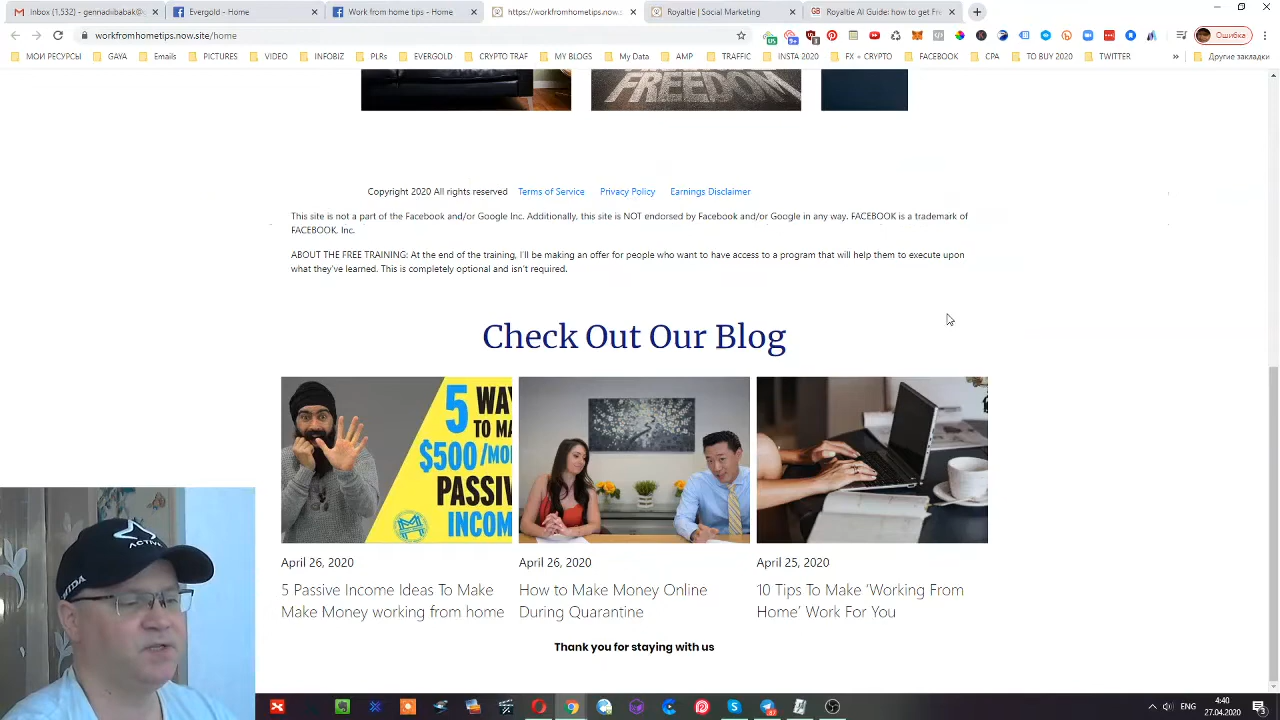 Inbox (1,532) - gennadibabak@
Evergold - Home
Work from home tips - Home
https://workfromhometips.now.s
Royaltie | Social Marketing
Royaltie AI Guide: how to get Fr
workfromhometips.now.site/home
Ошибка
МОИ РЕСУРСЫ GAYA Emails PICTURES VIDEO INFOBIZ PLRs EVERGOLD CRYPTO TRAF MY BLOGS My Data AMP TRAFFIC INSTA 2020 FX + CRYPTO FACEBOOK CPA TO BUY 2020 TWITTER » Другие закладки
FREEDOM
Copyright 2020 All rights reserved Terms of Service Privacy Policy Earnings Disclaimer
This site is not a part of the Facebook and/or Google Inc. Additionally, this site is NOT endorsed by Facebook and/or Google in any way. FACEBOOK is a trademark of
FACEBOOK, Inc.
ABOUT THE FREE TRAINING: At the end of the training, I'll be making an offer for people who want to have access to a program that will help them to execute upon
what they've learned. This is completely optional and isn't required.
Check Out Our Blog
5 WAY
TO MA
$500/MO
PASSIV
INCOM
April 26, 2020
5 Passive Income Ideas To Make
Make Money working from home
April 26, 2020
How to Make Money Online
During Quarantine
April 25, 2020
10 Tips To Make ‘Working From
Home’ Work For You
Thank you for staying with us
ACTIVE
ENG
4:40
27.04.2020